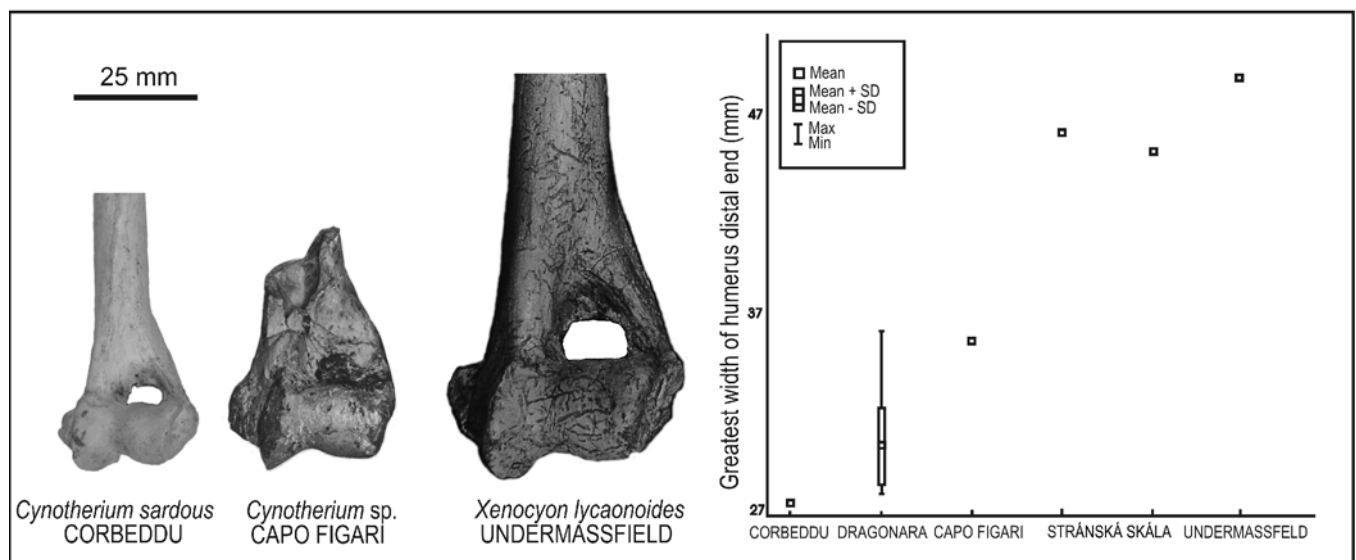 25 mm
Cynotherium sardous
CORBEDDU
Cynotherium sp.
CAPO FIGARI
Xenocyon lycaonoides
UNDERMASSFIELD
Greatest width of humerus distal end (mm)
Mean
Mean + SD
Mean - SD
Max
Min
47
37
27
CORBEDDU DRAGONARA CAPO FIGARI STRÁNSKÁ SKÁLA UNDERMASSFELD